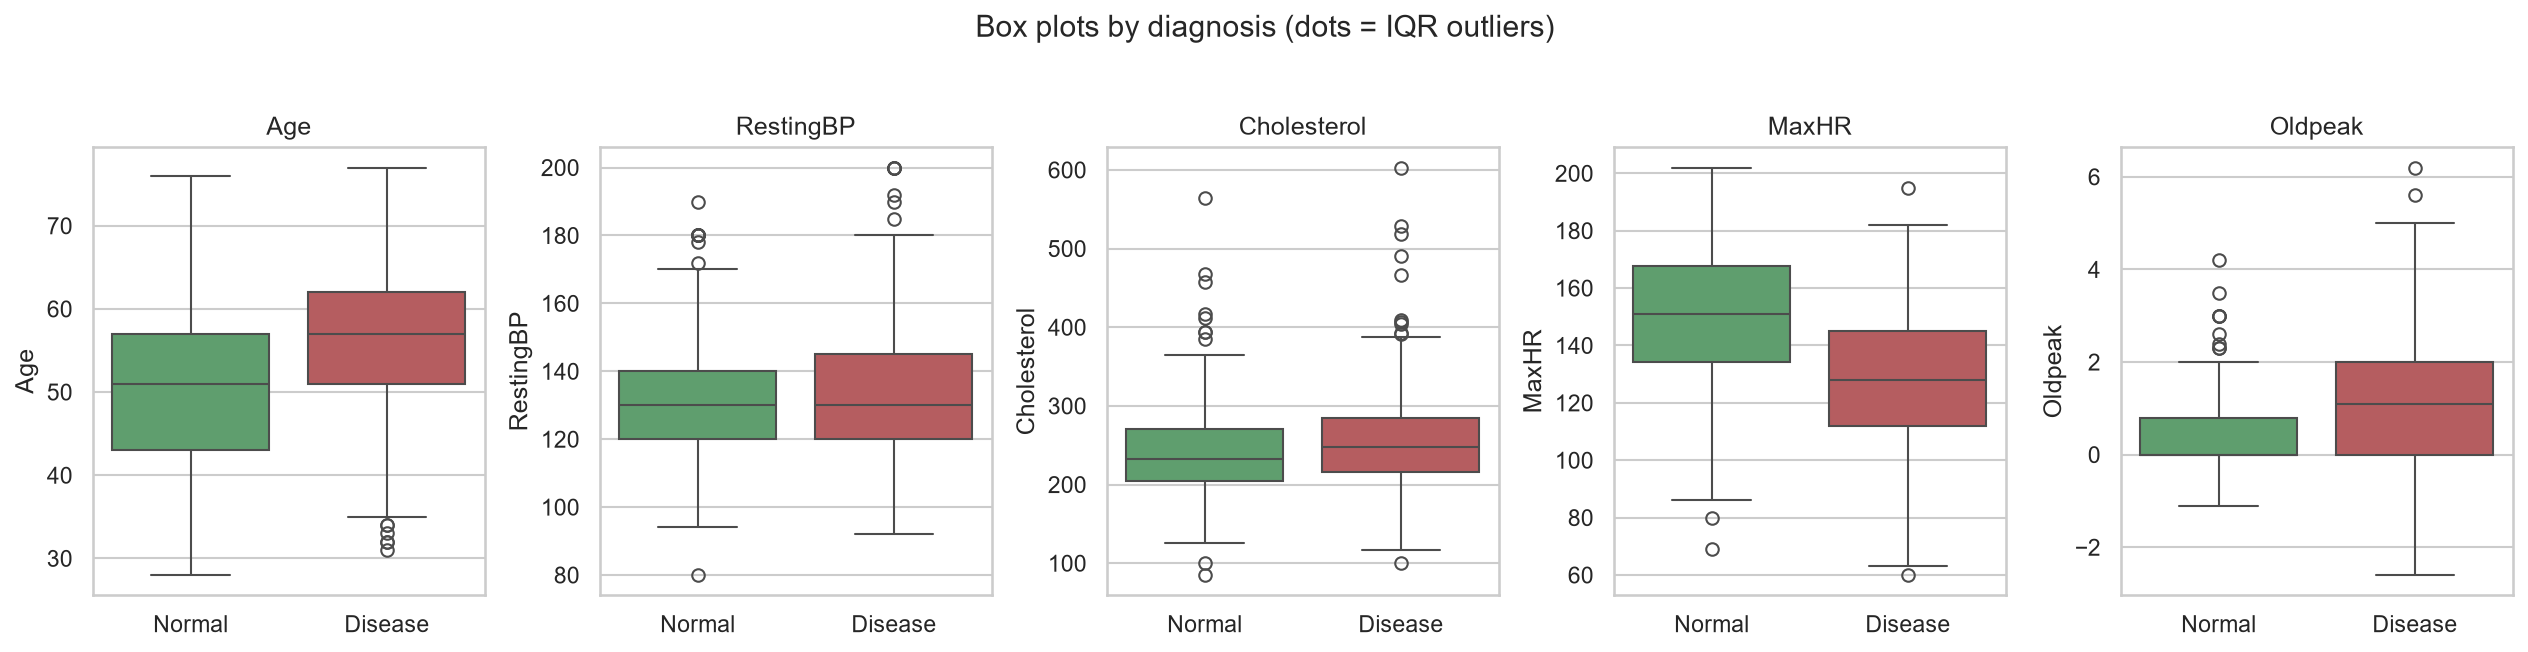 Box plots by diagnosis (dots = IQR outliers)
Age
Age
70
60
50
40
30
Normal Disease
RestingBP
RestingBP
200
180
160
140
120
100
80
Normal Disease
Cholesterol
Cholesterol
600
500
400
300
200
100
Normal Disease
MaxHR
MaxHR
200
180
160
140
120
100
80
60
Normal Disease
Oldpeak
Oldpeak
6
4
2
0
−2
Normal Disease